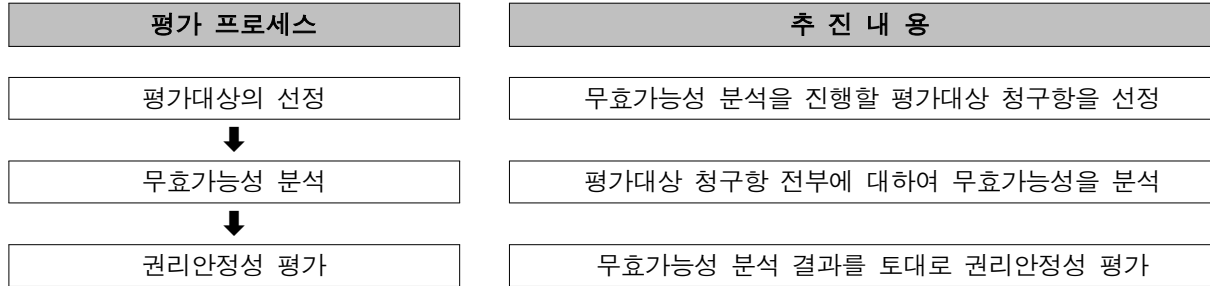 평가 프로세스
추 진 내 용
평가대상의 선정
무효가능성 분석을 진행할 평가대상 청구항을 선정
무효가능성 분석
평가대상 청구항 전부에 대하여 무효가능성을 분석
권리안정성 평가
무효가능성 분석 결과를 토대로 권리안정성 평가